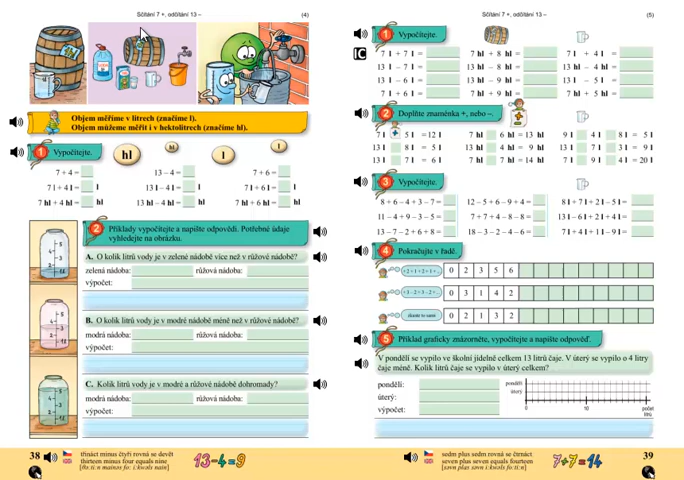 Sčítání 7 +, odčítání 13 –
(4)
Objem měříme v litrech (značíme l).
Objem můžeme měřit i v hektolitrech (značíme hl).
1 Vypočítejte.
hl
hl
l
l
7 + 4 =
13 – 4 =
7 + 6 =
7 l + 4 l = l
13 l – 4 l = l
7 l + 6 l = l
7 hl + 4 hl = hl
13 hl – 4 hl = hl
7 hl + 6 hl = hl
2 Příklady vypočítejte a napište odpovědi. Potřebné údaje
vyhledejte na obrázku.
A. O kolik litrů vody je v zelené nádobě více než v růžové nádobě?
zelená nádoba: růžová nádoba:
výpočet:
B. O kolik litrů vody je v modré nádobě méně než v růžové nádobě?
modrá nádoba: růžová nádoba:
výpočet:
C. Kolik litrů vody je v modré a růžové nádobě dohromady?
modrá nádoba: růžová nádoba:
výpočet:
38
třináct minus čtyři rovná se devět
thirteen minus four equals nine
13-4=9
Sčítání 7 +, odčítání 13 –
(5)
1 Vypočítejte.
7 l + 7 l =
7 hl + 8 hl =
7 l + 4 l =
13 l – 7 l =
13 hl – 8 hl =
13 hl – 4 hl =
13 l – 6 l =
13 hl – 9 hl =
13 l – 5 l =
7 l + 6 l =
7 hl + 9 hl =
7 hl + 5 hl =
2 Doplňte znaménka +, nebo –.
7 l 5 l = 12 l
7 hl 6 hl = 13 hl
9 l 4 l 8 l = 5 l
13 l 8 l = 5 l
13 hl 4 hl = 9 hl
13 l 7 l 3 l = 9 l
13 l 7 l = 6 l
7 hl 7 hl = 14 hl
7 l 9 l 4 l = 20 l
3 Vypočítejte.
8 + 6 – 4 + 3 – 7 =
12 – 5 + 6 – 9 + 4 =
8 l + 7 l + 2 l – 5 l =
11 – 4 + 9 – 3 – 5 =
7 + 7 + 4 – 8 – 8 =
13 l – 6 l + 2 l + 4 l =
13 – 7 – 2 + 6 + 8 =
18 – 3 – 2 – 4 – 6 =
7 l + 4 l + 1 l – 9 l =
4 Pokračujte v řadě.
0 2 3 5 6
0 3 1 4 2
zkuste to sami
0 2 1 3 2
5 Příklad graficky znázorněte, vypočítejte a napište odpověď.
V pondělí se vypilo ve školní jídelně celkem 13 litrů čaje. V úterý se vypilo o 4 litry
čaje méně. Kolik litrů čaje se vypilo v úterý celkem?
pondělí:
úterý:
výpočet:
pondělí
úterý
0 10 počet
litrů
sedm plus sedm rovná se čtrnáct
seven plus seven equals fourteen
7+7=14
39